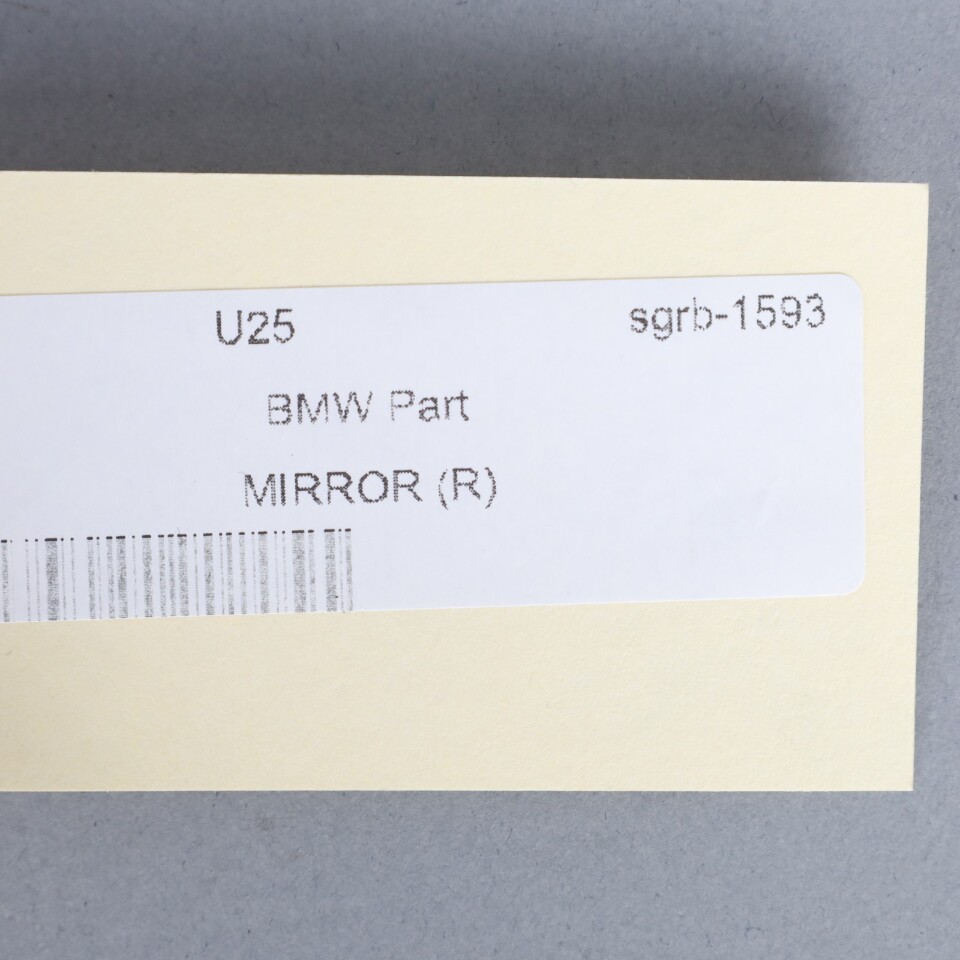 U25 sgrb-1593
BMW Part
MIRROR (R)